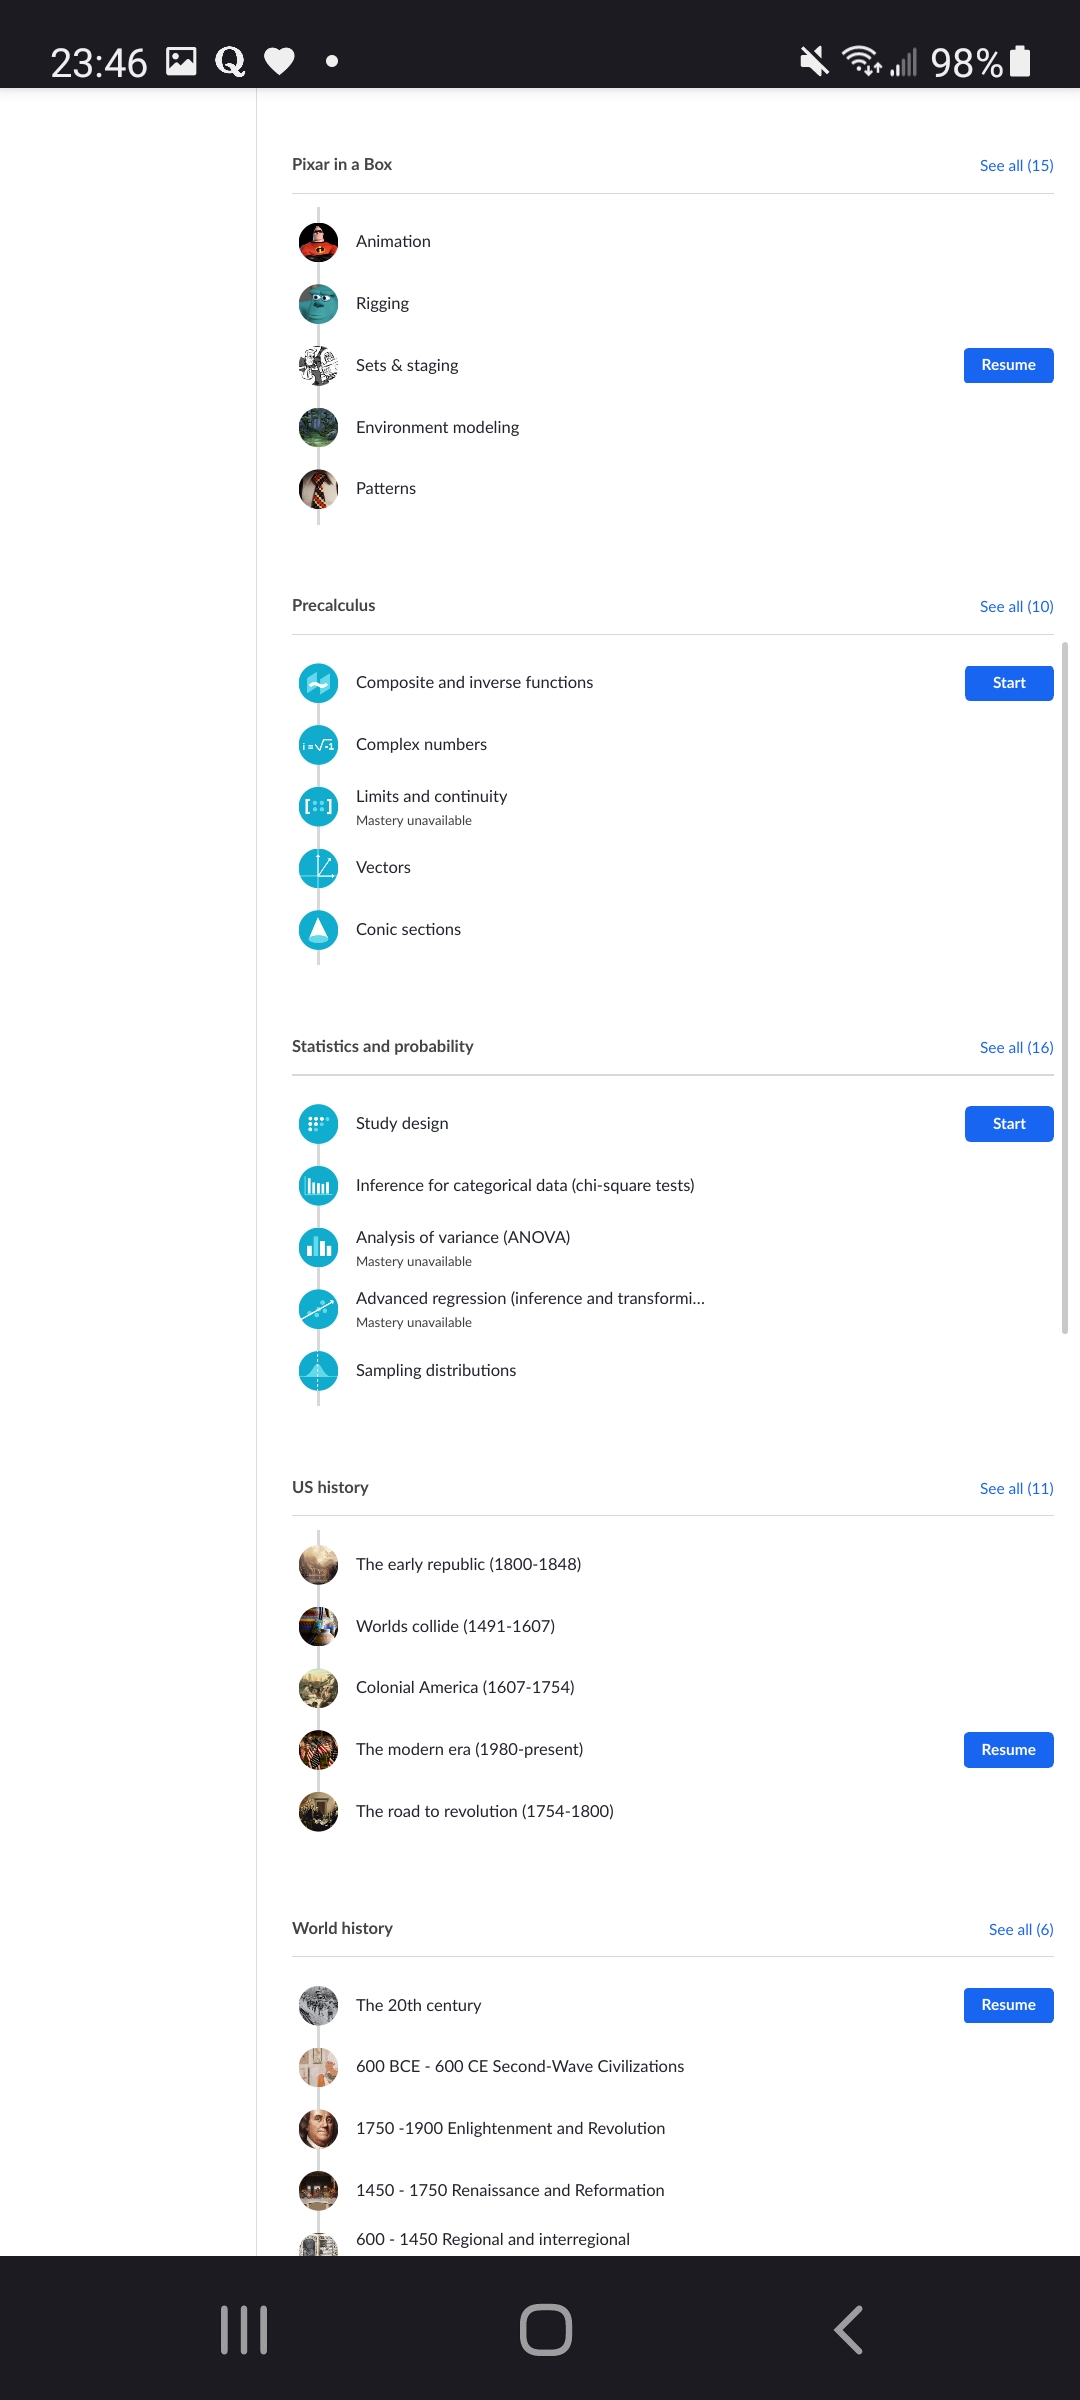 23:46
98%
Pixar in a Box
See all (15)
Animation
Rigging
Sets & staging
Resume
Environment modeling
Patterns
Precalculus
See all (10)
Composite and inverse functions
Start
i = √-1
Complex numbers
Limits and continuity
Mastery unavailable
Vectors
Conic sections
Statistics and probability
See all (16)
Study design
Start
Inference for categorical data (chi-square tests)
Analysis of variance (ANOVA)
Mastery unavailable
Advanced regression (inference and transformi...
Mastery unavailable
Sampling distributions
US history
See all (11)
The early republic (1800-1848)
Worlds collide (1491-1607)
Colonial America (1607-1754)
The modern era (1980-present)
Resume
The road to revolution (1754-1800)
World history
See all (6)
The 20th century
Resume
600 BCE - 600 CE Second-Wave Civilizations
1750 -1900 Enlightenment and Revolution
1450 - 1750 Renaissance and Reformation
600 - 1450 Regional and interregional